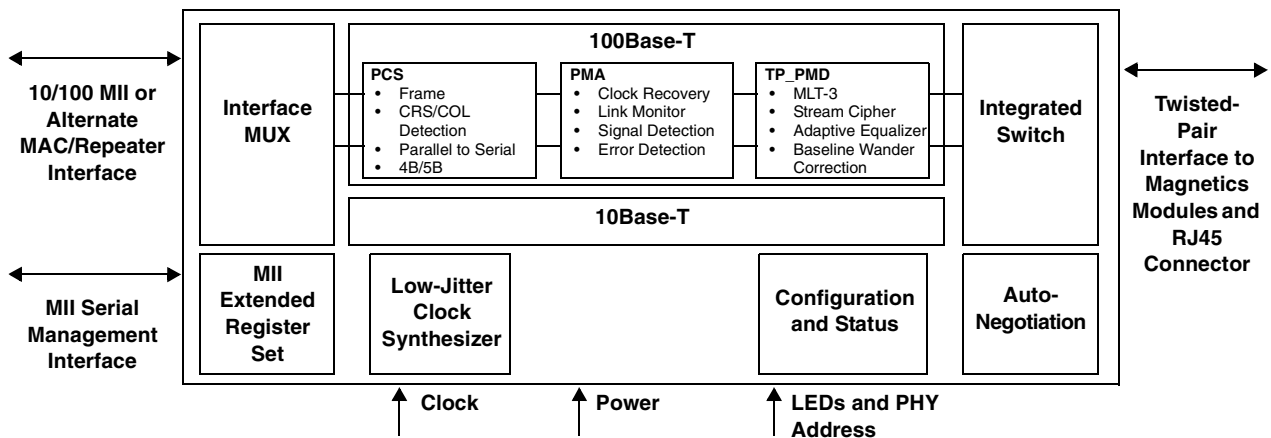 10/100 MII or
Alternate
MAC/Repeater
Interface
MII Serial
Management
Interface
Interface
MUX
100Base-T
PCS
• Frame
• CRS/COL
Detection
• Parallel to Serial
• 4B/5B
PMA
• Clock Recovery
• Link Monitor
• Signal Detection
• Error Detection
TP_PMD
• MLT-3
• Stream Cipher
• Adaptive Equalizer
• Baseline Wander
Correction
10Base-T
Integrated
Switch
Twisted-
Pair
Interface to
Magnetics
Modules and
RJ45
Connector
MII
Extended
Register
Set
Low-Jitter
Clock
Synthesizer
Configuration
and Status
Auto-
Negotiation
Clock
Power
LEDs and PHY
Address